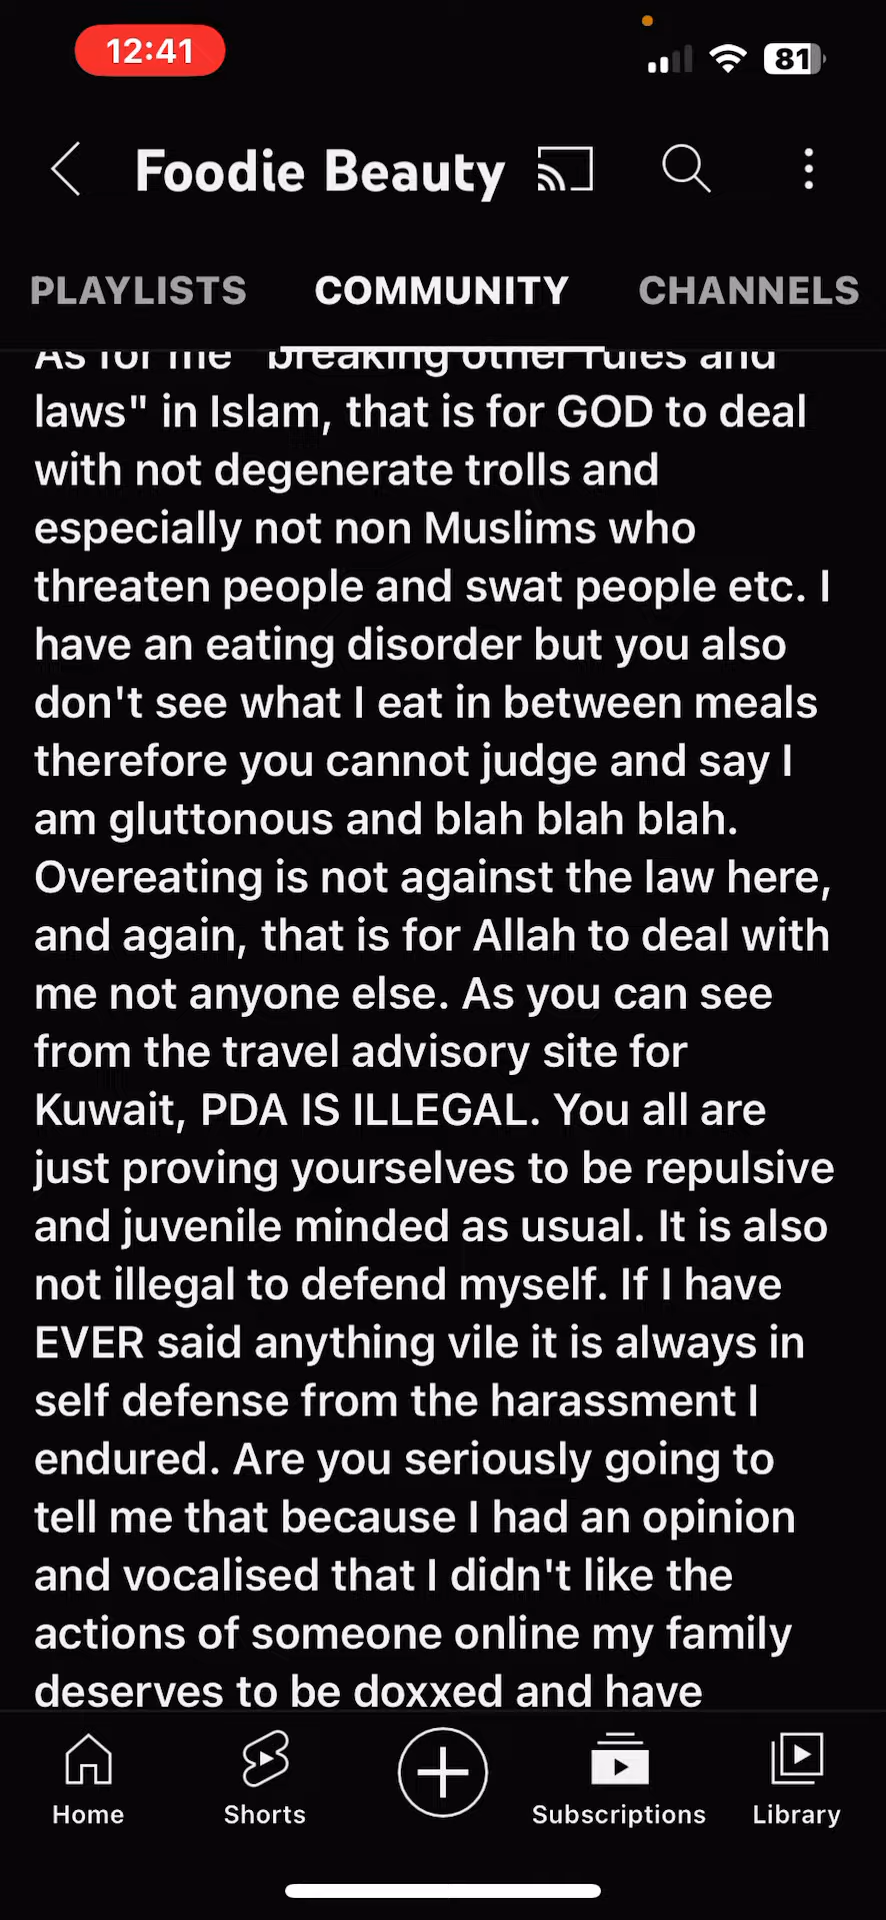 12:41
81
Foodie Beauty
PLAYLISTS COMMUNITY CHANNELS
As for me "breaking other rules and
laws" in Islam, that is for GOD to deal
with not degenerate trolls and
especially not non Muslims who
threaten people and swat people etc. I
have an eating disorder but you also
don't see what I eat in between meals
therefore you cannot judge and say I
am gluttonous and blah blah blah.
Overeating is not against the law here,
and again, that is for Allah to deal with
me not anyone else. As you can see
from the travel advisory site for
Kuwait, PDA IS ILLEGAL. You all are
just proving yourselves to be repulsive
and juvenile minded as usual. It is also
not illegal to defend myself. If I have
EVER said anything vile it is always in
self defense from the harassment I
endured. Are you seriously going to
tell me that because I had an opinion
and vocalised that I didn't like the
actions of someone online my family
deserves to be doxxed and have
Home Shorts Subscriptions Library